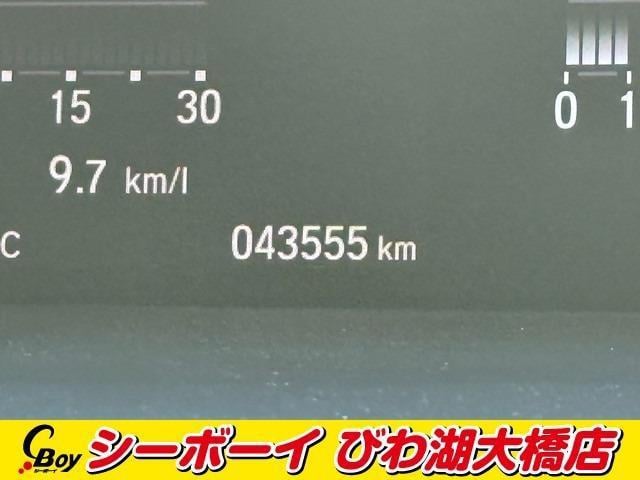 15 30
0 1
9.7 km/l
C
043555 km
CBoy シーボーイ
シーボーイ びわ湖大橋店